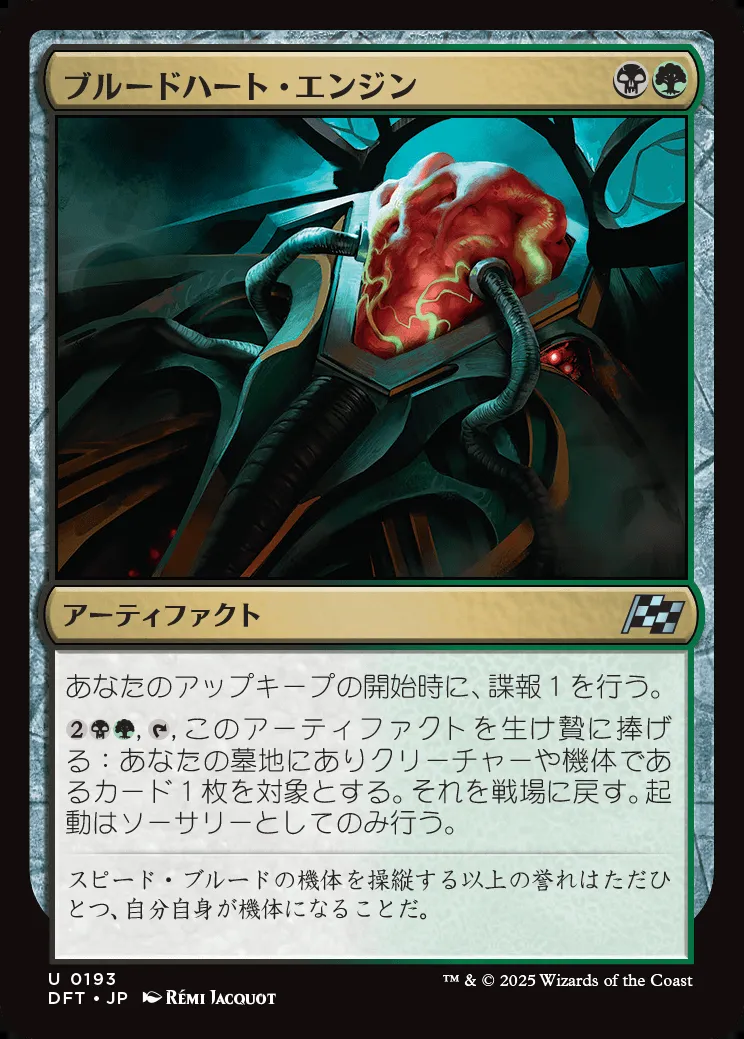 ブルードハート・エンジン
アーティファクト
あなたのアップキープの開始時に、諜報１を行う。
2, , このアーティファクトを生け贄に捧げ
る：あなたの墓地にありクリーチャーや機体であ
るカード１枚を対象とする。それを戦場に戻す。起
動はソーサリーとしてのみ行う。
スピード・ブルードの機体を操縦する以上の誉れはただひ
とつ、自分自身が機体になることだ。
U 0193
DFT • JP RÉMI JACQUOT
™ & © 2025 Wizards of the Coast